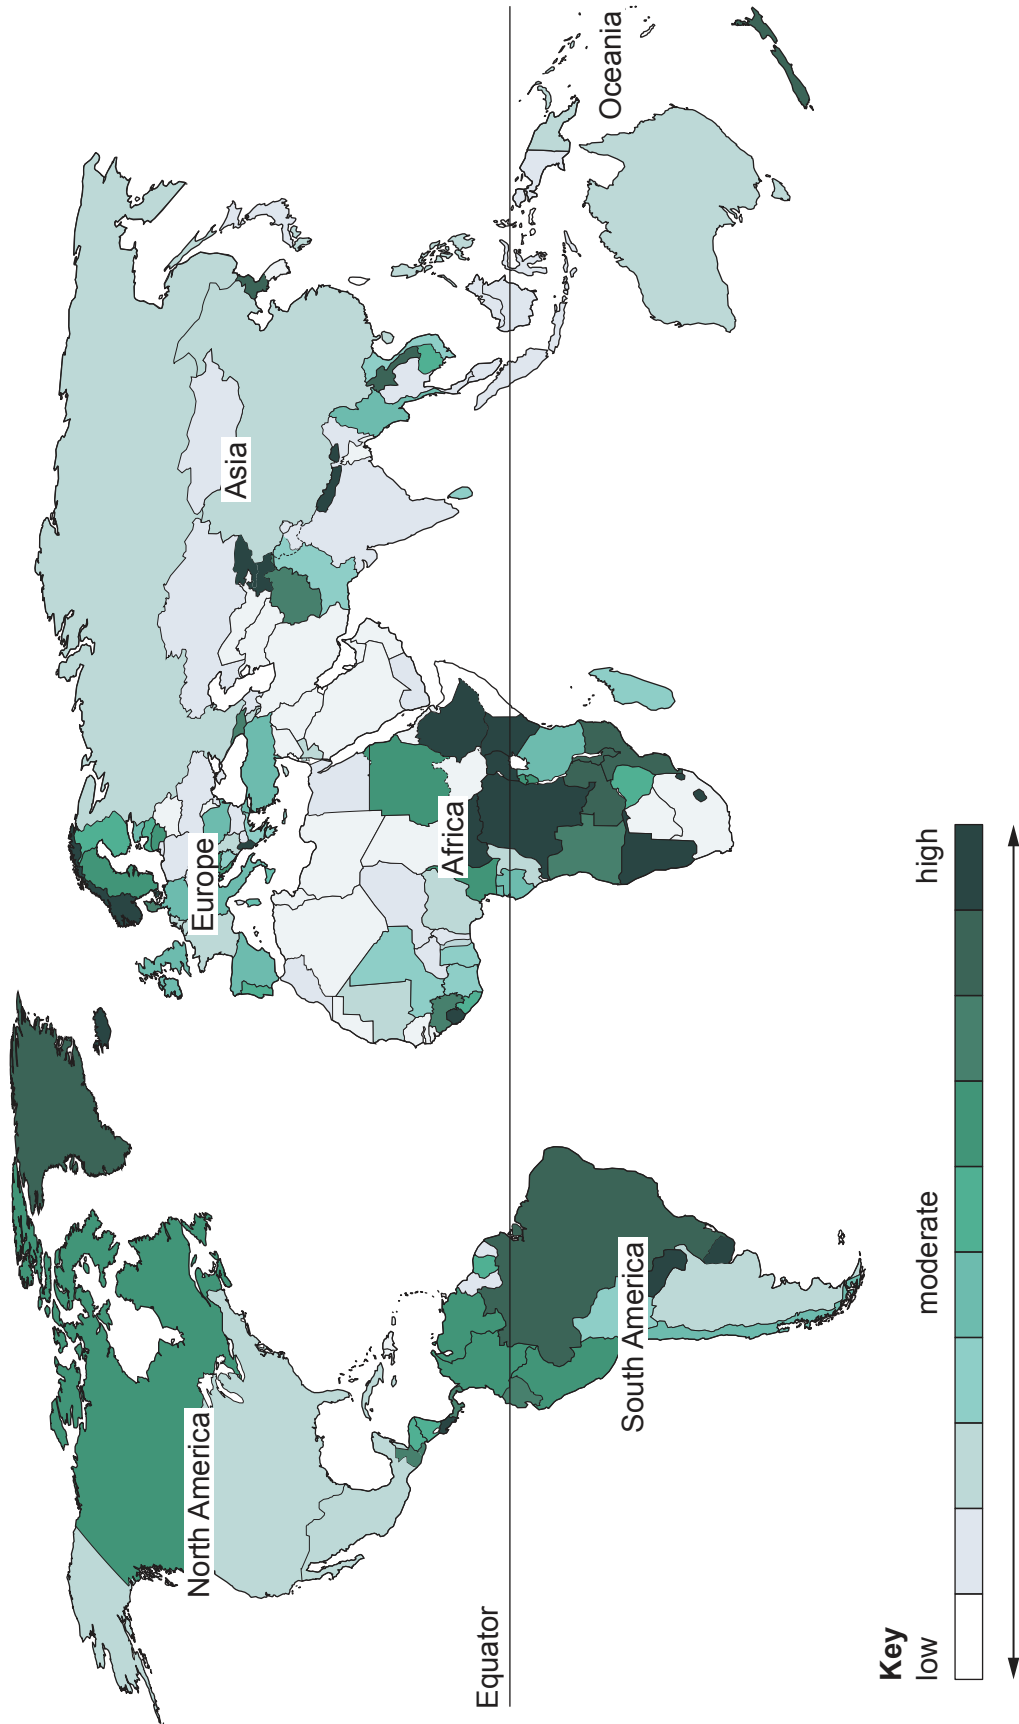 North America
Europe
Asia
Africa
Equator
South America
Oceania
Key
low
moderate
high